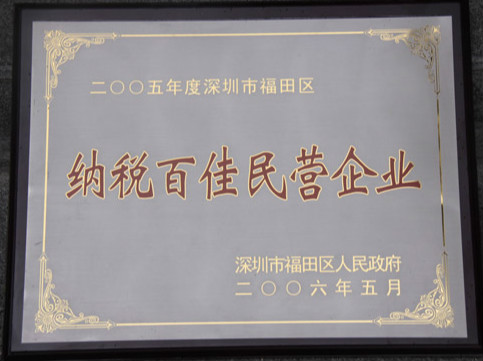 二〇〇五年度深圳市福田区
纳税百佳民营企业
深圳市福田区人民政府
二〇〇六年五月